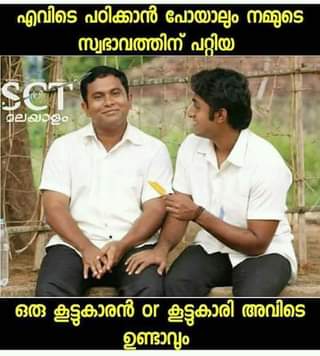 എവിടെ പഠിക്കാൻ പോയാലും നമ്മുടെ
സ്വഭാവത്തിന് പറ്റിയ
SCT
മലയാളം
ഒരു കൂട്ടുകാരൻ or കൂട്ടുകാരി അവിടെ
ഉണ്ടാവും